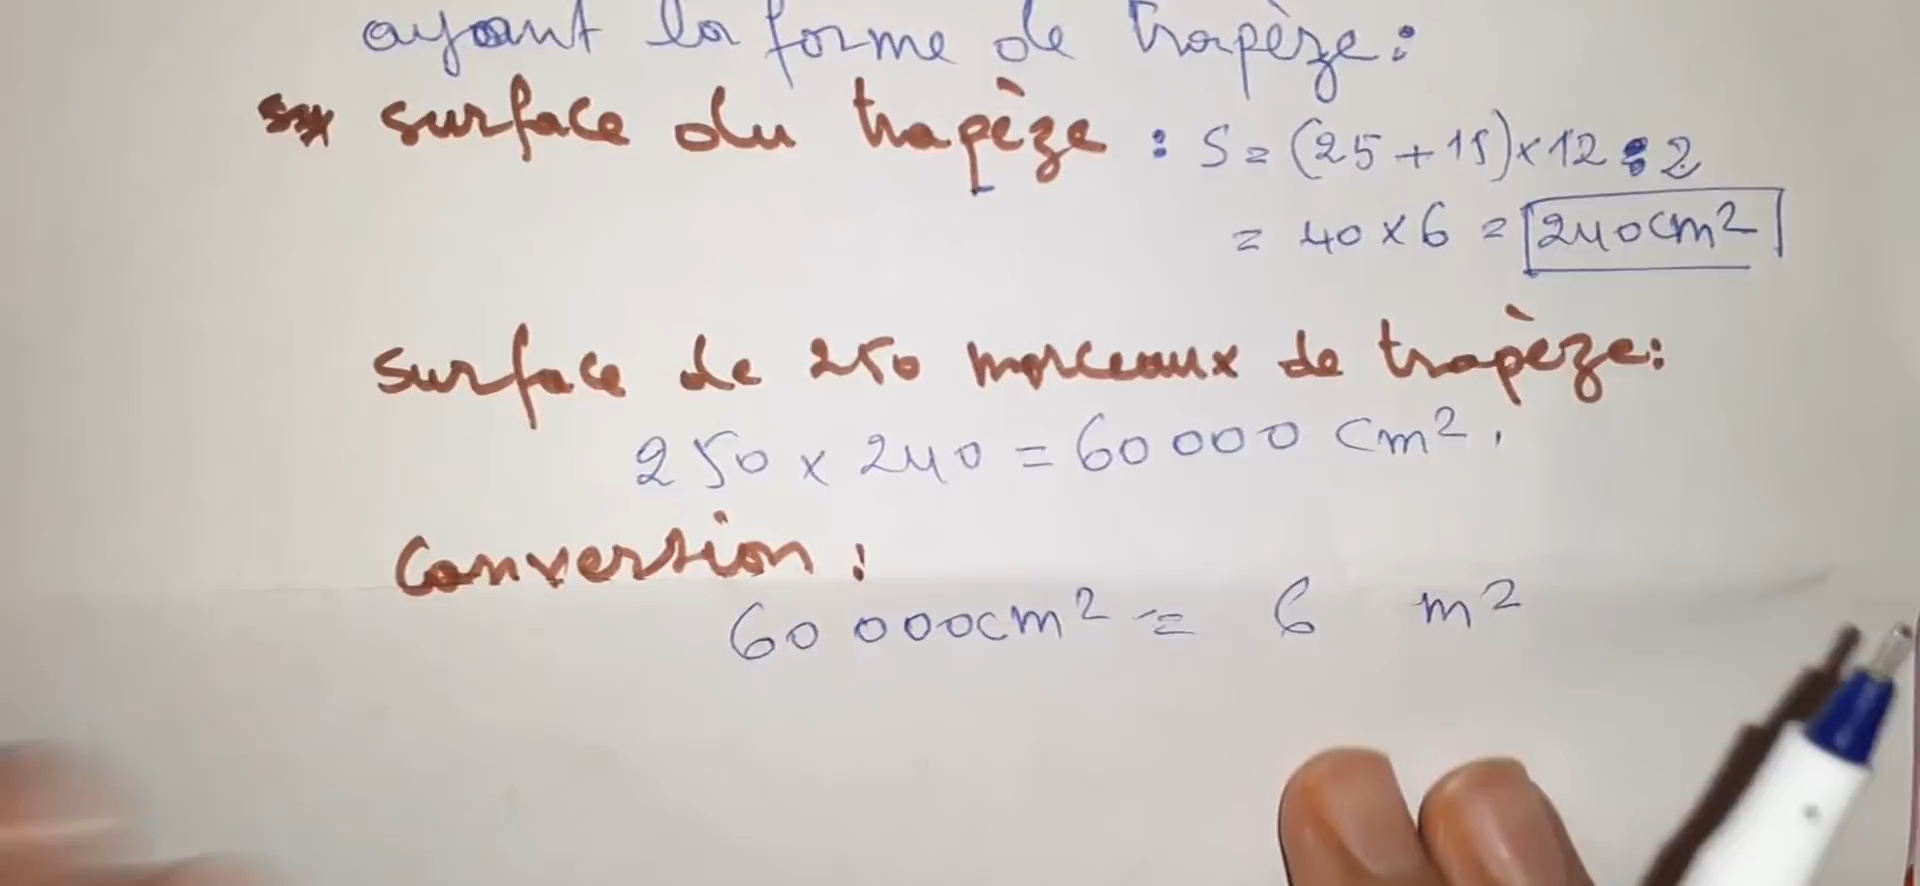 ayant la forme de trapèze :
surface du trapèze : S = (25 + 15) × 12 : 2
= 40 × 6 = 240 cm²
surface de 250 morceaux de trapèze :
250 × 240 = 60 000 cm².
Conversion :
60 000 cm² = 6 m²